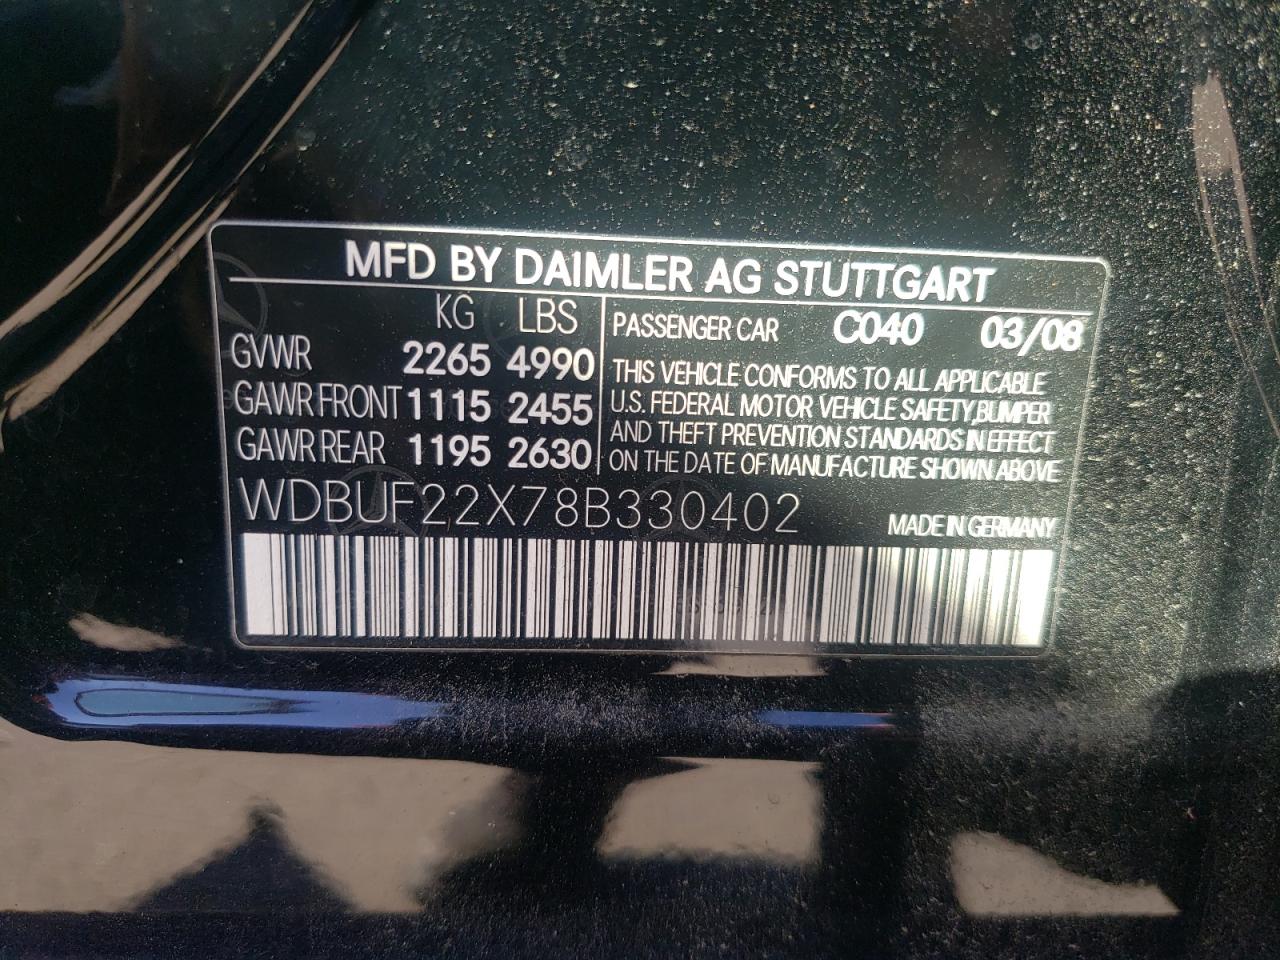 MFD BY DAIMLER AG STUTTGART
KG LBS
GVWR 2265 4990
GAWR FRONT 1115 2455
GAWR REAR 1195 2630
PASSENGER CAR C040 03/08
THIS VEHICLE CONFORMS TO ALL APPLICABLE
U.S. FEDERAL MOTOR VEHICLE SAFETY,BUMPER
AND THEFT PREVENTION STANDARDS IN EFFECT
ON THE DATE OF MANUFACTURE SHOWN ABOVE
WDBUF22X78B330402
MADE IN GERMANY